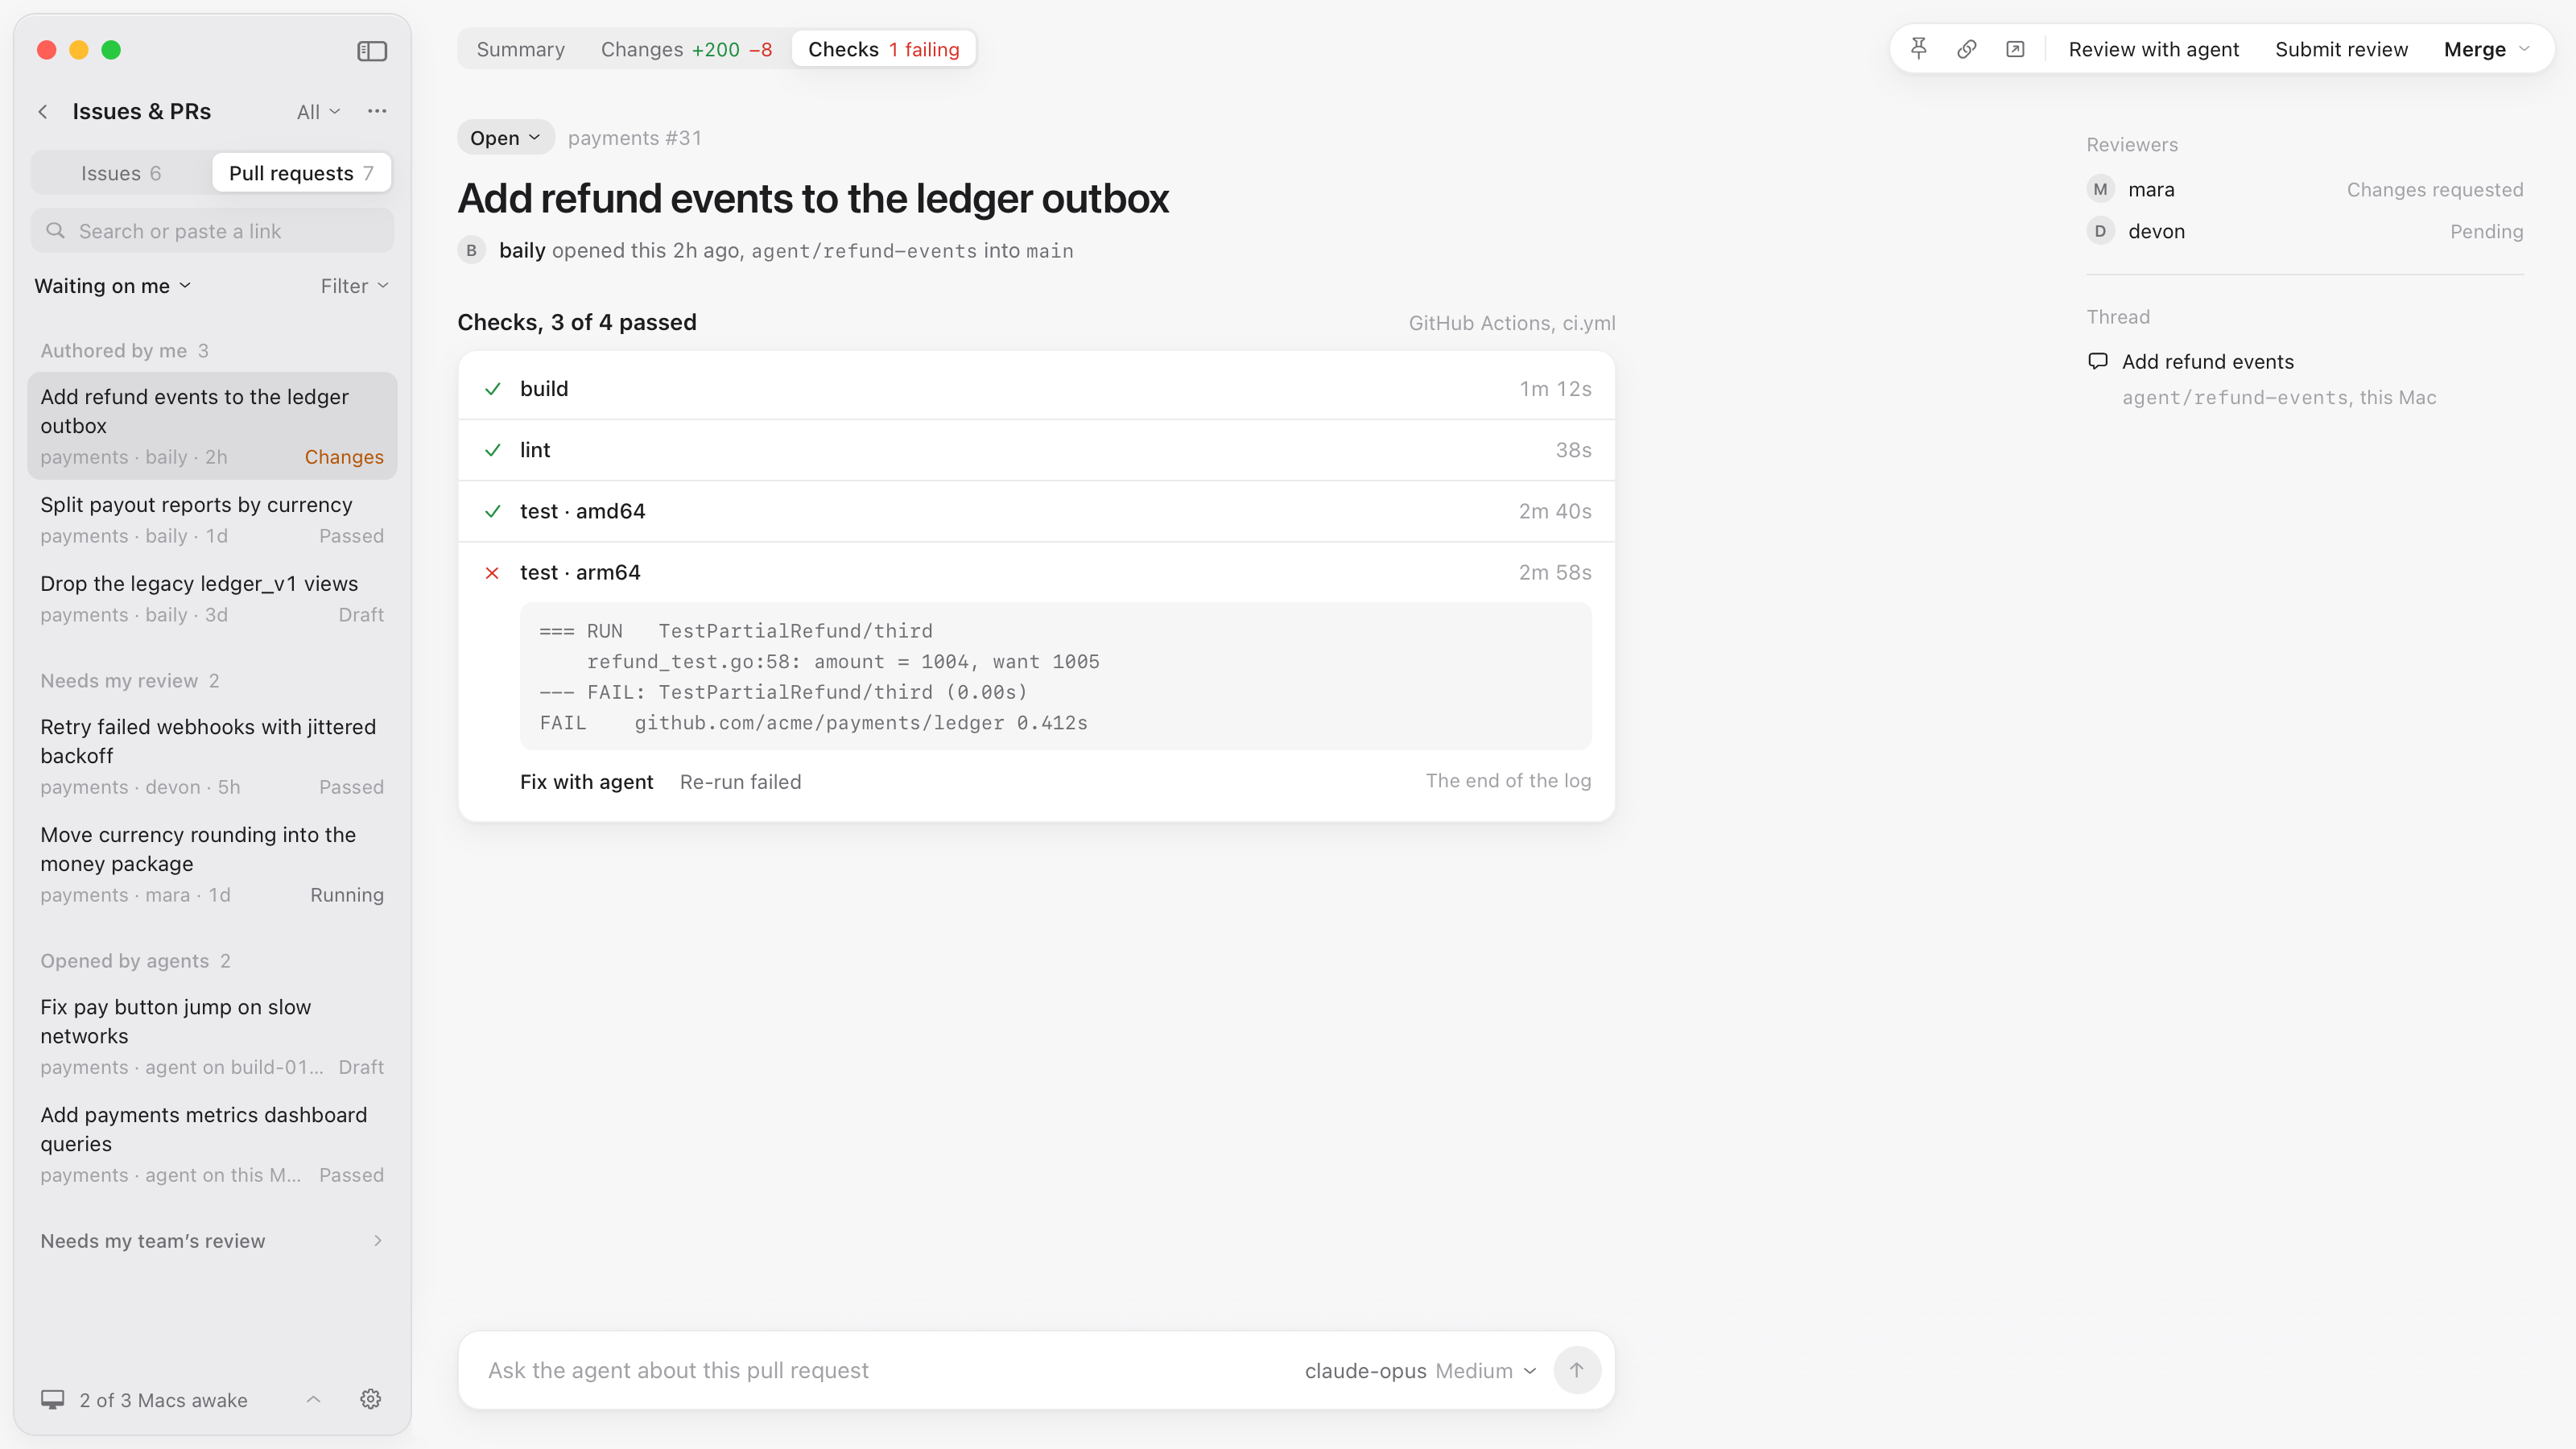 Issues & PRs
All
Issues 6
Pull requests 7
Search or paste a link
Waiting on me
Filter
Authored by me 3
Add refund events to the ledger
outbox
payments · baily · 2h
Changes
Split payout reports by currency
payments · baily · 1d
Passed
Drop the legacy ledger_v1 views
payments · baily · 3d
Draft
Needs my review 2
Retry failed webhooks with jittered
backoff
payments · devon · 5h
Passed
Move currency rounding into the
money package
payments · mara · 1d
Running
Opened by agents 2
Fix pay button jump on slow
networks
payments · agent on build-01...
Draft
Add payments metrics dashboard
queries
payments · agent on this M...
Passed
Needs my team’s review
2 of 3 Macs awake
Summary
Changes +200 −8
Checks 1 failing
Review with agent
Submit review
Merge
Open
payments #31
Add refund events to the ledger outbox
B baily opened this 2h ago, agent/refund-events into main
Checks, 3 of 4 passed
GitHub Actions, ci.yml
build
1m 12s
lint
38s
test · amd64
2m 40s
test · arm64
2m 58s
=== RUN   TestPartialRefund/third
    refund_test.go:58: amount = 1004, want 1005
--- FAIL: TestPartialRefund/third (0.00s)
FAIL    github.com/acme/payments/ledger 0.412s
Fix with agent
Re-run failed
The end of the log
Ask the agent about this pull request
claude-opus Medium
Reviewers
M mara
Changes requested
D devon
Pending
Thread
Add refund events
agent/refund-events, this Mac